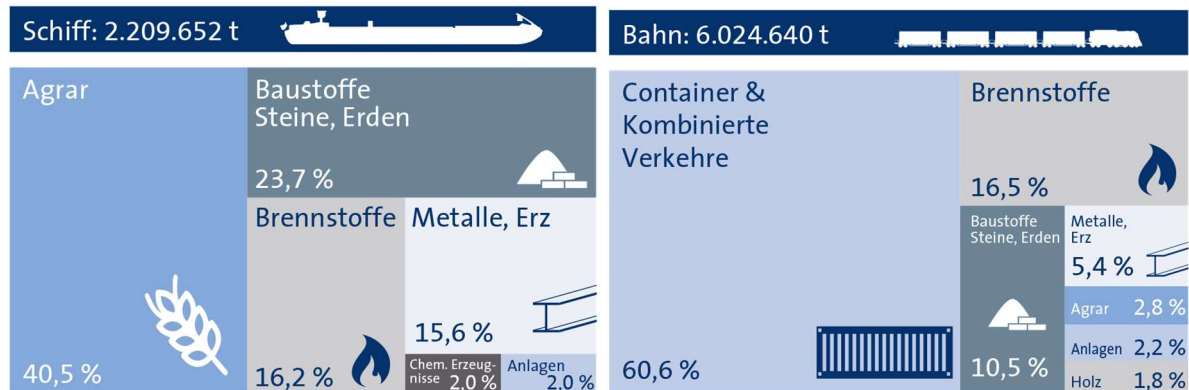 Schiff: 2.209.652 t
Agrar
40,5 %
Baustoffe
Steine, Erden
23,7 %
Brennstoffe
16,2 %
Metalle, Erz
15,6 %
Chem. Erzeug-
nisse 2,0 %
Anlagen
2,0 %
Bahn: 6.024.640 t
Container &
Kombinierte
Verkehre
60,6 %
Brennstoffe
16,5 %
Baustoffe
Steine, Erden
10,5 %
Metalle,
Erz
5,4 %
Agrar 2,8 %
Anlagen 2,2 %
Holz 1,8 %